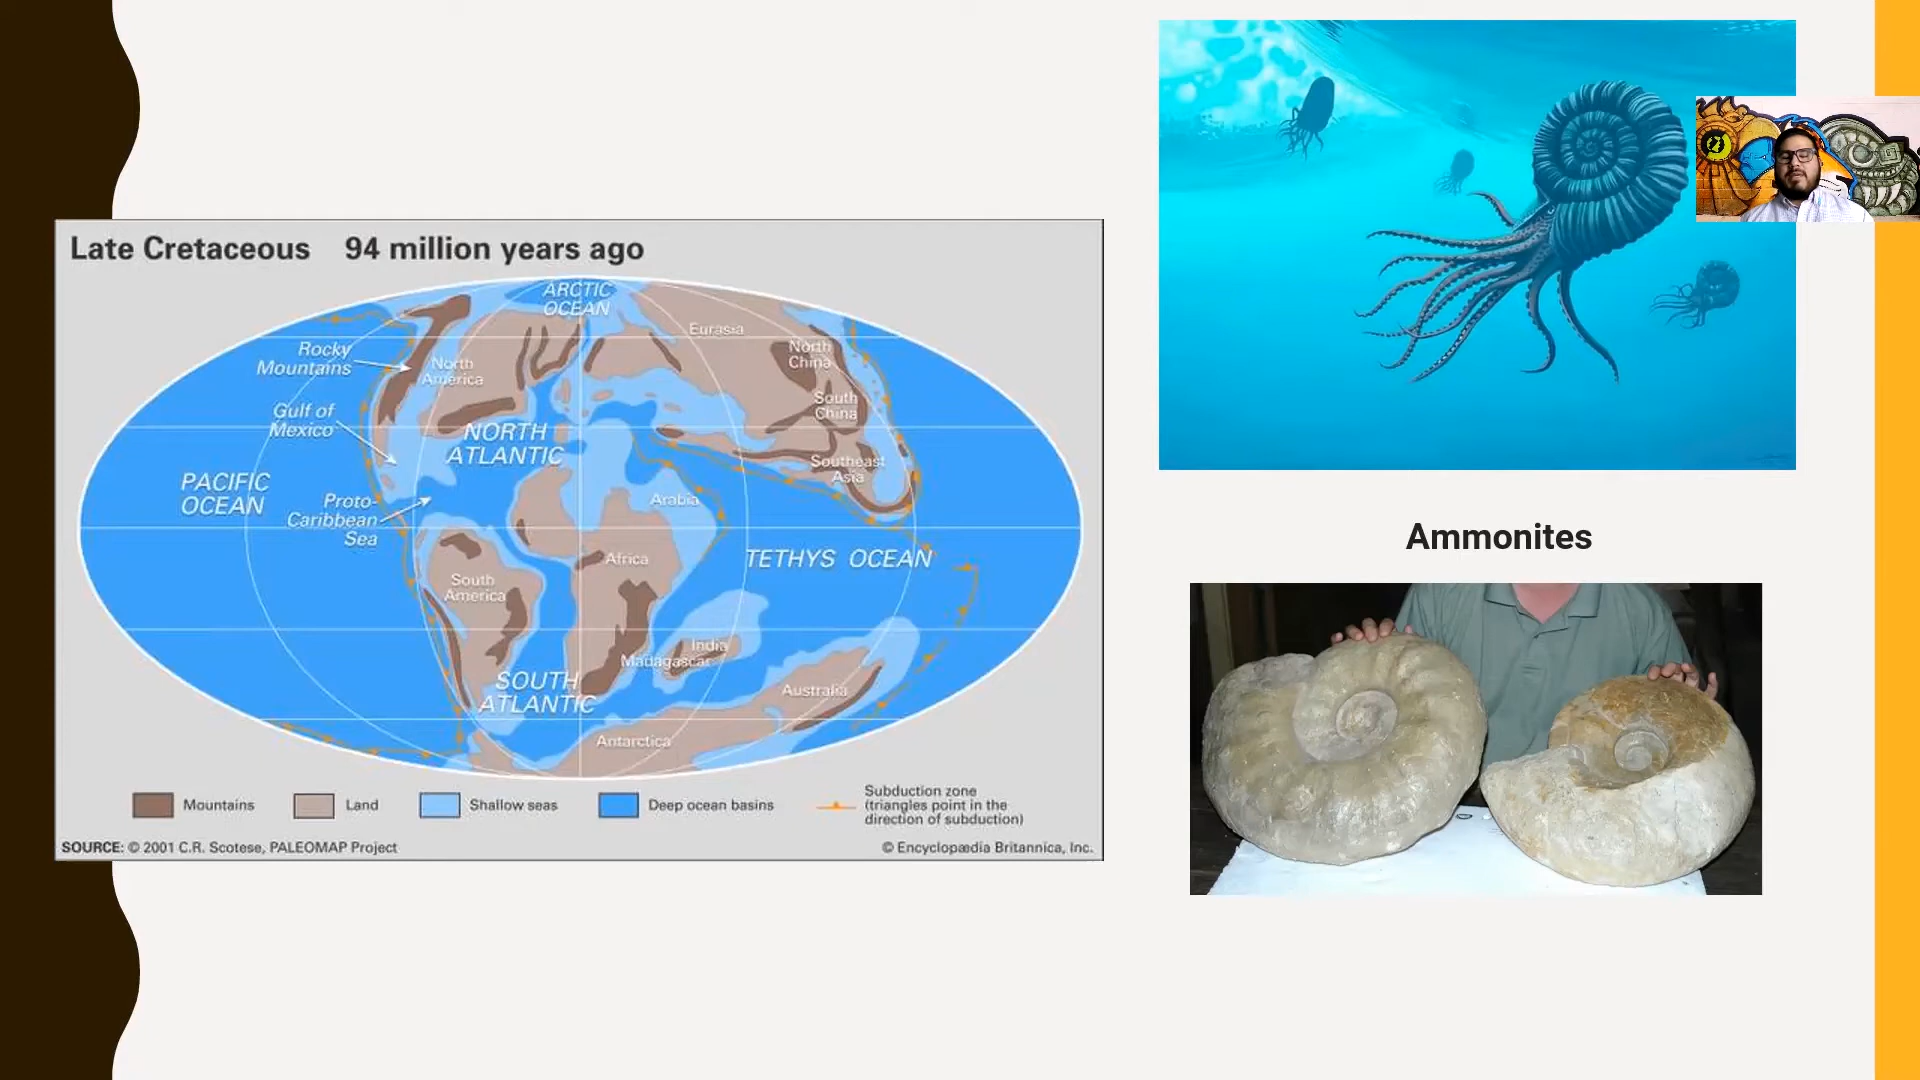 Late Cretaceous 94 million years ago
ARCTIC
OCEAN
Eurasia
North
China
Rocky
Mountains
North
America
South
China
Gulf of
Mexico
NORTH
ATLANTIC
Southeast
Asia
PACIFIC
OCEAN
Proto-
Caribbean
Sea
Arabia
Africa
TETHYS OCEAN
South
America
India
Madagascar
SOUTH
ATLANTIC
Australia
Antarctica
Mountains
Land
Shallow seas
Deep ocean basins
Subduction zone
(triangles point in the
direction of subduction)
SOURCE: © 2001 C.R. Scotese, PALEOMAP Project
© Encyclopædia Britannica, Inc.
Ammonites